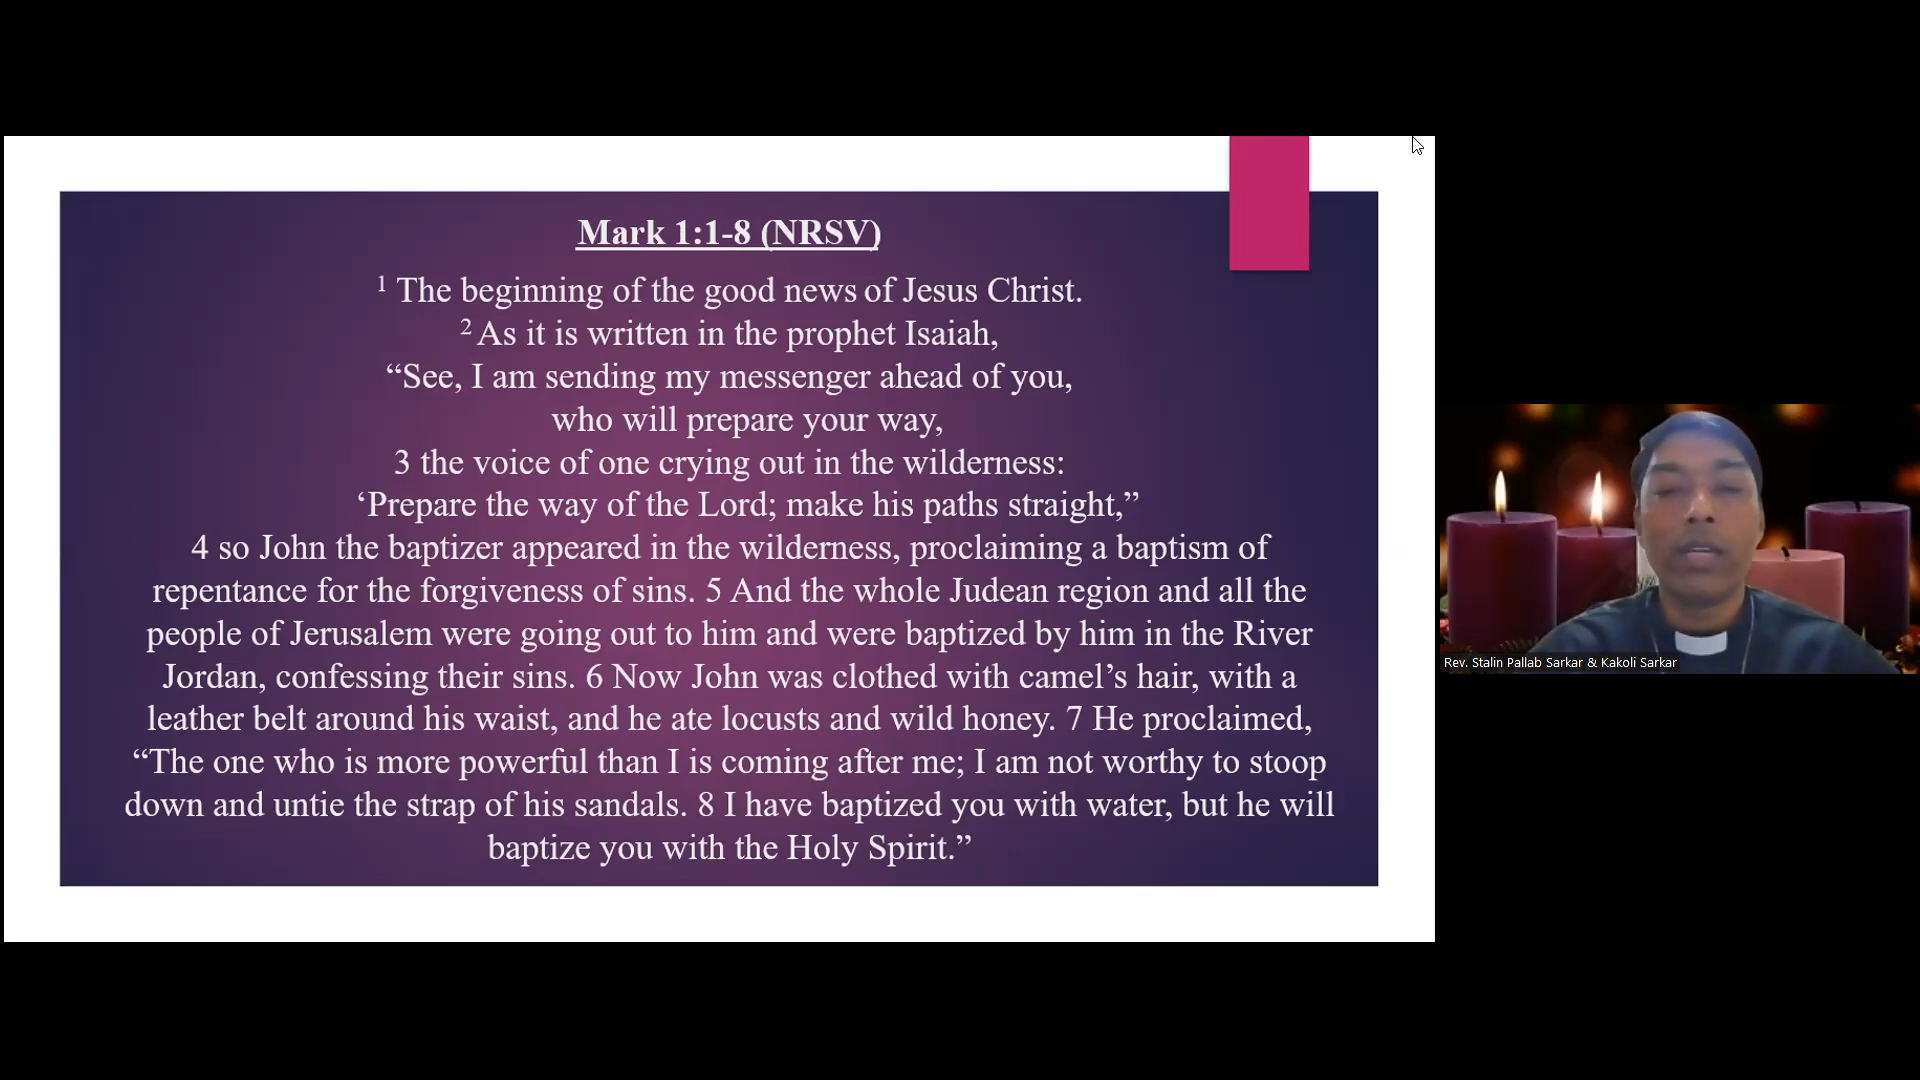 Mark 1:1-8 (NRSV)
1 The beginning of the good news of Jesus Christ.
2 As it is written in the prophet Isaiah,
“See, I am sending my messenger ahead of you,
who will prepare your way,
3 the voice of one crying out in the wilderness:
‘Prepare the way of the Lord; make his paths straight,”
4 so John the baptizer appeared in the wilderness, proclaiming a baptism of
repentance for the forgiveness of sins. 5 And the whole Judean region and all the
people of Jerusalem were going out to him and were baptized by him in the River
Jordan, confessing their sins. 6 Now John was clothed with camel’s hair, with a
leather belt around his waist, and he ate locusts and wild honey. 7 He proclaimed,
“The one who is more powerful than I is coming after me; I am not worthy to stoop
down and untie the strap of his sandals. 8 I have baptized you with water, but he will
baptize you with the Holy Spirit.”
Rev. Stalin Pallab Sarkar & Kakoli Sarkar